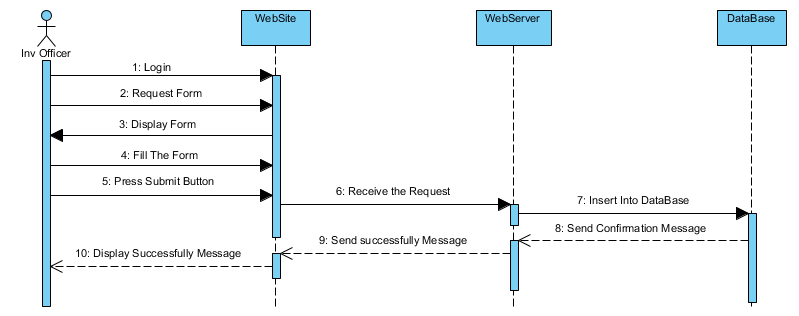 WebSite
WebServer
DataBase
Inv Officer
1: Login
2: Request Form
3: Display Form
4: Fill The Form
5: Press Submit Button
6: Receive the Request
7: Insert Into DataBase
8: Send Confirmation Message
9: Send successfully Message
10: Display Successfully Message